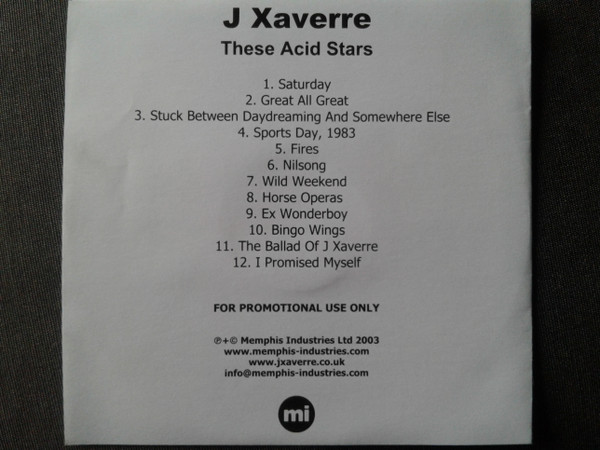 J Xaverre
These Acid Stars
1. Saturday
2. Great All Great
3. Stuck Between Daydreaming And Somewhere Else
4. Sports Day, 1983
5. Fires
6. Nilsong
7. Wild Weekend
8. Horse Operas
9. Ex Wonderboy
10. Bingo Wings
11. The Ballad Of J Xaverre
12. I Promised Myself
FOR PROMOTIONAL USE ONLY
℗+© Memphis Industries Ltd 2003
www.memphis-industries.com
www.jxaverre.co.uk
info@memphis-industries.com
mi